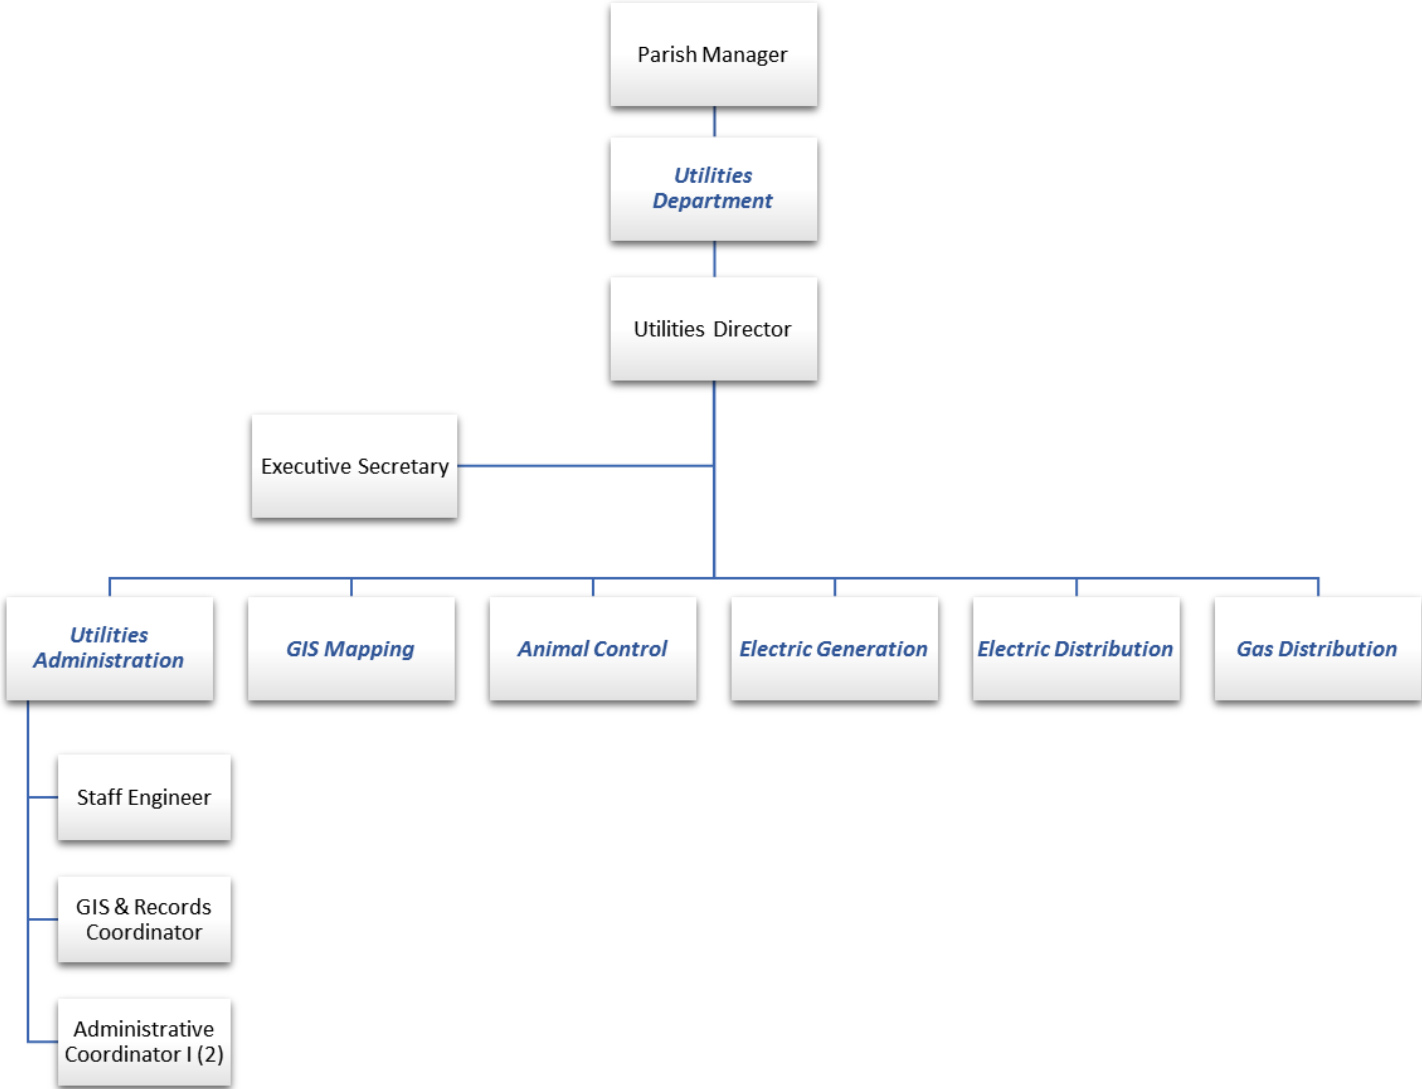 Parish Manager
Utilities
Department
Utilities Director
Executive Secretary
Utilities
Administration
GIS Mapping
Animal Control
Electric Generation
Electric Distribution
Gas Distribution
Staff Engineer
GIS & Records
Coordinator
Administrative
Coordinator I (2)